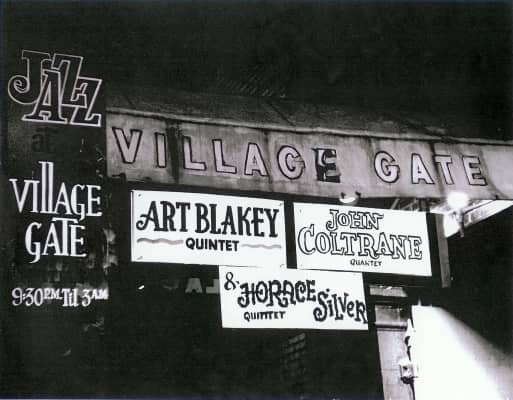 JAZZ
at
VILLAGE
GATE
9:30 P.M. Til 3 AM
VILLAGE GATE
ART BLAKEY
QUINTET
JOHN
COLTRANE
QUARTET
& HORACE Silver
QUINTET